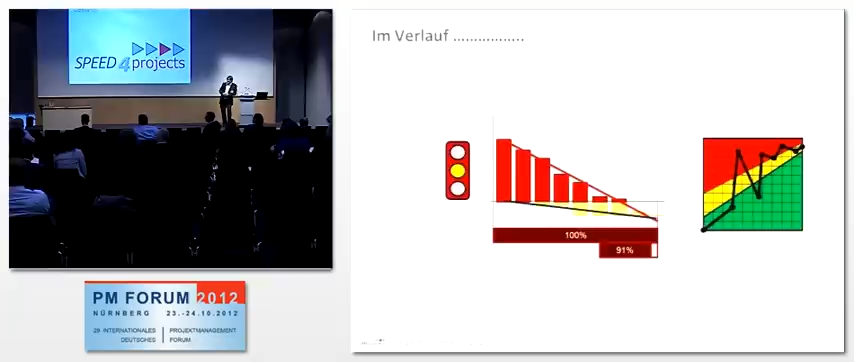 SPEED 4 projects
PM FORUM 2012
NÜRNBERG 23.-24.10.2012
29 INTERNATIONALES
DEUTSCHES
PROJEKTMANAGEMENT
FORUM
Im Verlauf ................
100%
91%